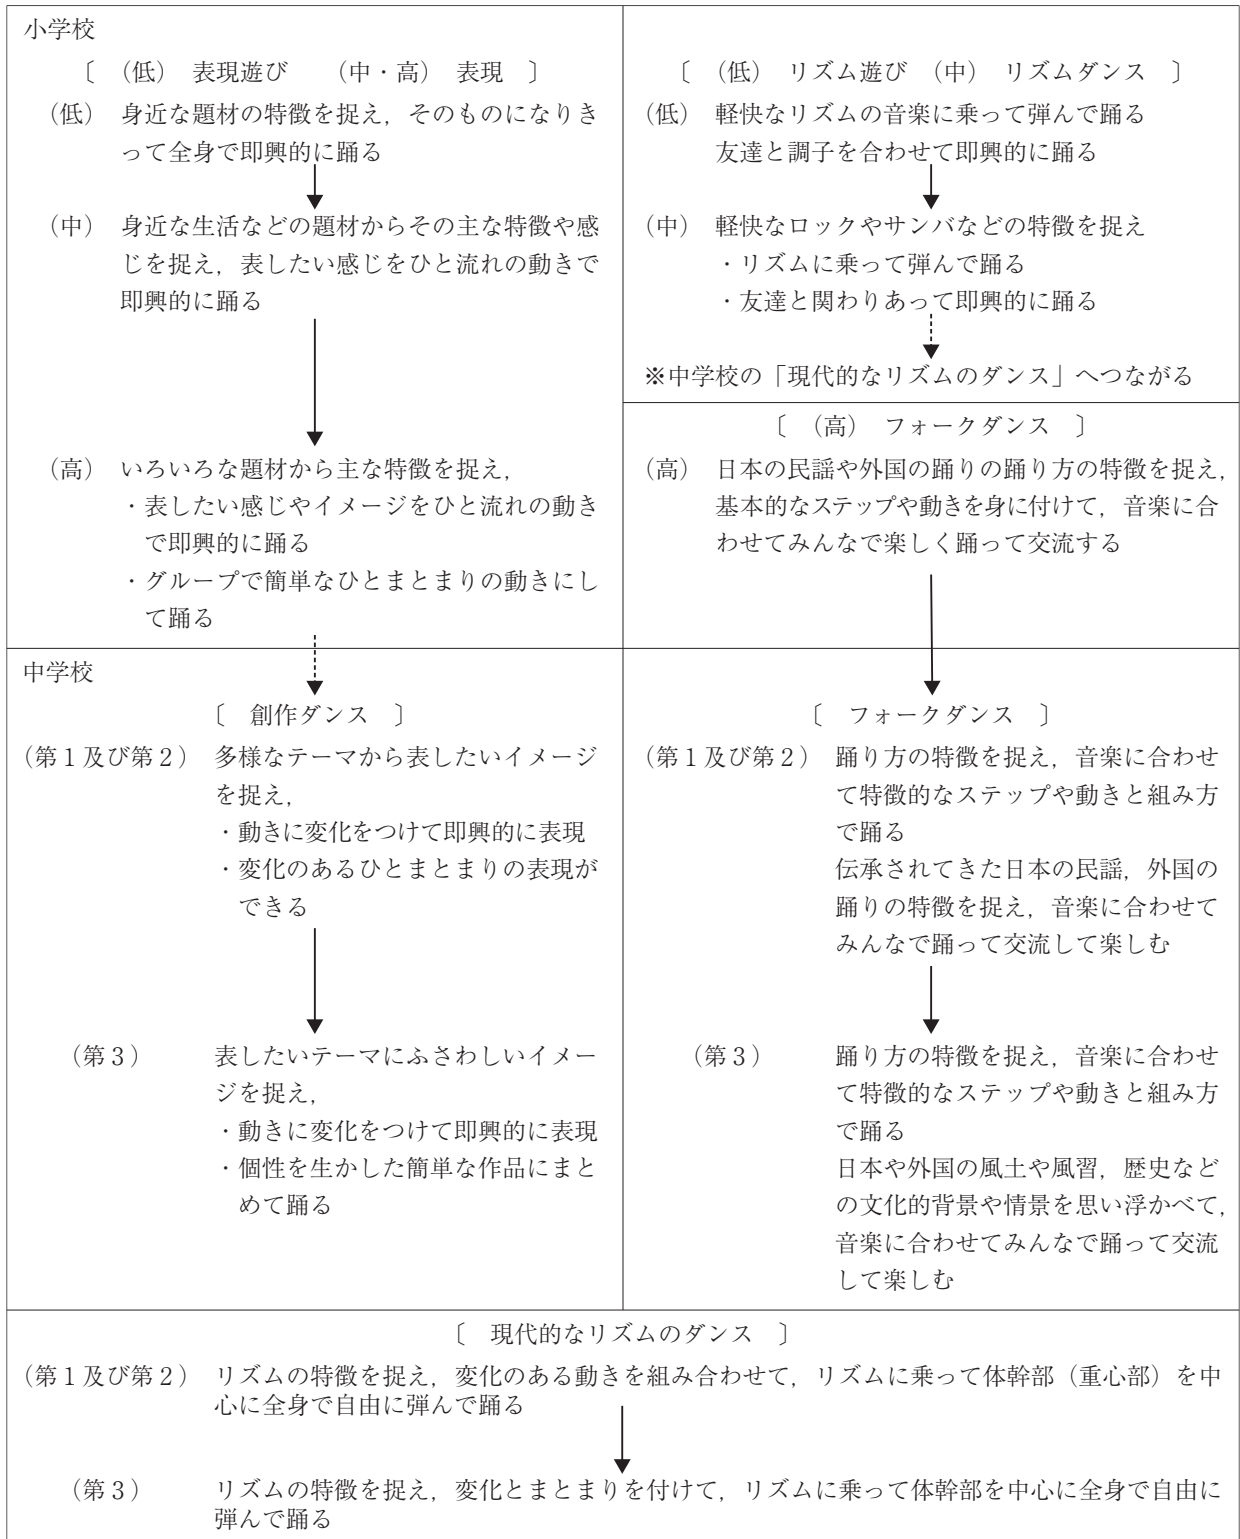 小学校
〔 （低） 表現遊び （中・高） 表現 〕
（低） 身近な題材の特徴を捉え，そのものになりき
って全身で即興的に踊る
（中） 身近な生活などの題材からその主な特徴や感
じを捉え，表したい感じをひと流れの動きで
即興的に踊る
（高） いろいろな題材から主な特徴を捉え，
・表したい感じやイメージをひと流れの動き
で即興的に踊る
・グループで簡単なひとまとまりの動きにし
て踊る
〔 （低） リズム遊び （中） リズムダンス 〕
（低） 軽快なリズムの音楽に乗って弾んで踊る
友達と調子を合わせて即興的に踊る
（中） 軽快なロックやサンバなどの特徴を捉え
・リズムに乗って弾んで踊る
・友達と関わりあって即興的に踊る
※中学校の「現代的なリズムのダンス」へつながる
〔 （高） フォークダンス 〕
（高） 日本の民謡や外国の踊りの踊り方の特徴を捉え，
基本的なステップや動きを身に付けて，音楽に合
わせてみんなで楽しく踊って交流する
中学校
〔 創作ダンス 〕
（第１及び第２） 多様なテーマから表したいイメージ
を捉え，
・動きに変化をつけて即興的に表現
・変化のあるひとまとまりの表現が
できる
（第３） 表したいテーマにふさわしいイメー
ジを捉え，
・動きに変化をつけて即興的に表現
・個性を生かした簡単な作品にまと
めて踊る
〔 フォークダンス 〕
（第１及び第２） 踊り方の特徴を捉え，音楽に合わせ
て特徴的なステップや動きと組み方
で踊る
伝承されてきた日本の民謡，外国の
踊りの特徴を捉え，音楽に合わせて
みんなで踊って交流して楽しむ
（第３） 踊り方の特徴を捉え，音楽に合わせ
て特徴的なステップや動きと組み方
で踊る
日本や外国の風土や風習，歴史など
の文化的背景や情景を思い浮かべて，
音楽に合わせてみんなで踊って交流
して楽しむ
〔 現代的なリズムのダンス 〕
（第１及び第２） リズムの特徴を捉え，変化のある動きを組み合わせて，リズムに乗って体幹部（重心部）を中
心に全身で自由に弾んで踊る
（第３） リズムの特徴を捉え，変化とまとまりを付けて，リズムに乗って体幹部を中心に全身で自由に
弾んで踊る